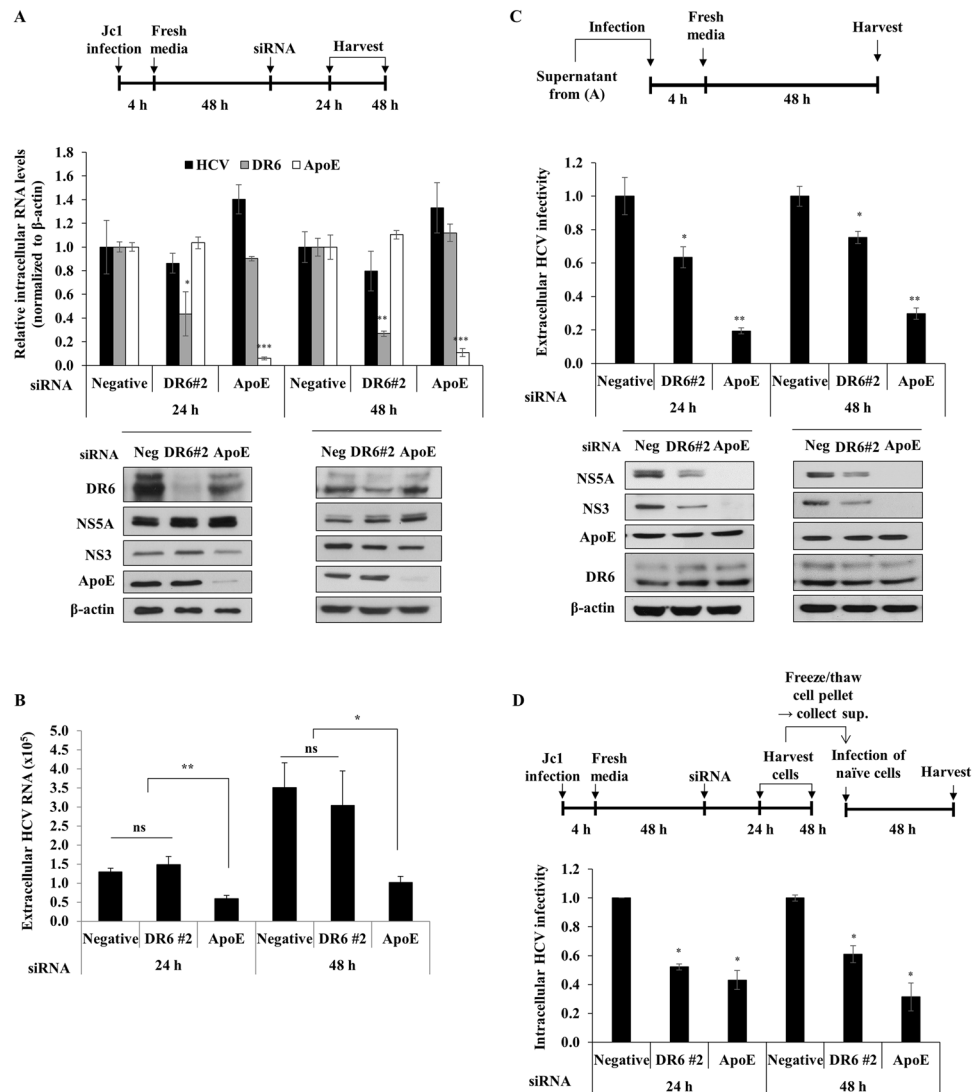 A
Jc1
infection
Fresh
media
siRNA
Harvest
4 h
48 h
24 h
48 h
Relative intracellular RNA levels
(normalized to β-actin)
1.8
1.6
1.4
1.2
1.0
0.8
0.6
0.4
0.2
0.0
HCV DR6 ApoE
*
***
**
***
Negative DR6#2 ApoE Negative DR6#2 ApoE
siRNA
24 h 48 h
siRNA Neg DR6#2 ApoE Neg DR6#2 ApoE
DR6
NS5A
NS3
ApoE
β-actin
B
Extracellular HCV RNA (x10⁵)
5.0
4.5
4.0
3.5
3.0
2.5
2.0
1.5
1.0
0.5
0.0
ns
**
ns
*
Negative DR6 #2 ApoE Negative DR6 #2 ApoE
siRNA
24 h 48 h
C
Infection
Fresh
media
Harvest
Supernatant
from (A)
4 h
48 h
Extracellular HCV infectivity
1.2
1.0
0.8
0.6
0.4
0.2
0.0
*
**
*
**
Negative DR6#2 ApoE Negative DR6#2 ApoE
siRNA
24 h 48 h
siRNA Neg DR6#2 ApoE Neg DR6#2 ApoE
NS5A
NS3
ApoE
DR6
β-actin
D
Freeze/thaw
cell pellet
→ collect sup.
Jc1
infection
Fresh
media
siRNA
Harvest
cells
Infection of
naïve cells
Harvest
4 h
48 h
24 h
48 h
48 h
Intracellular HCV infectivity
1.2
1.0
0.8
0.6
0.4
0.2
0.0
*
*
*
*
Negative DR6 #2 ApoE Negative DR6 #2 ApoE
siRNA
24 h 48 h